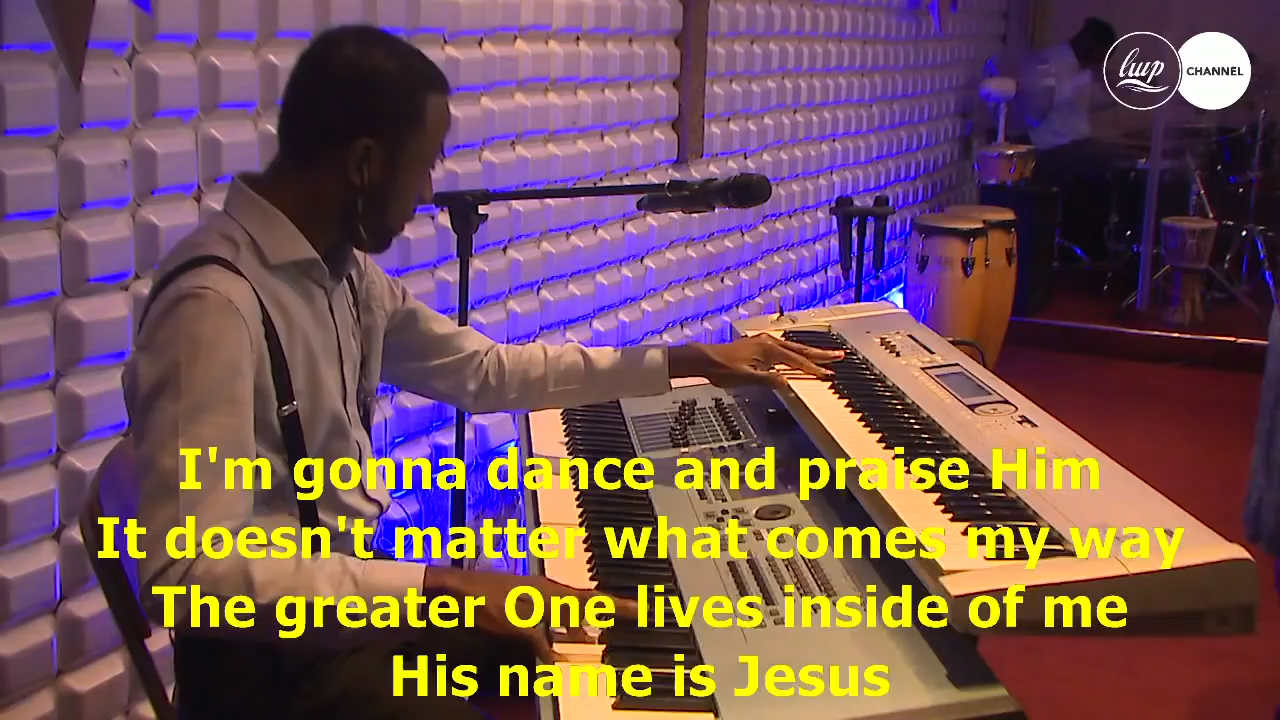 lwp CHANNEL
I'm gonna dance and praise Him
It doesn't matter what comes my way
The greater One lives inside of me
His name is Jesus